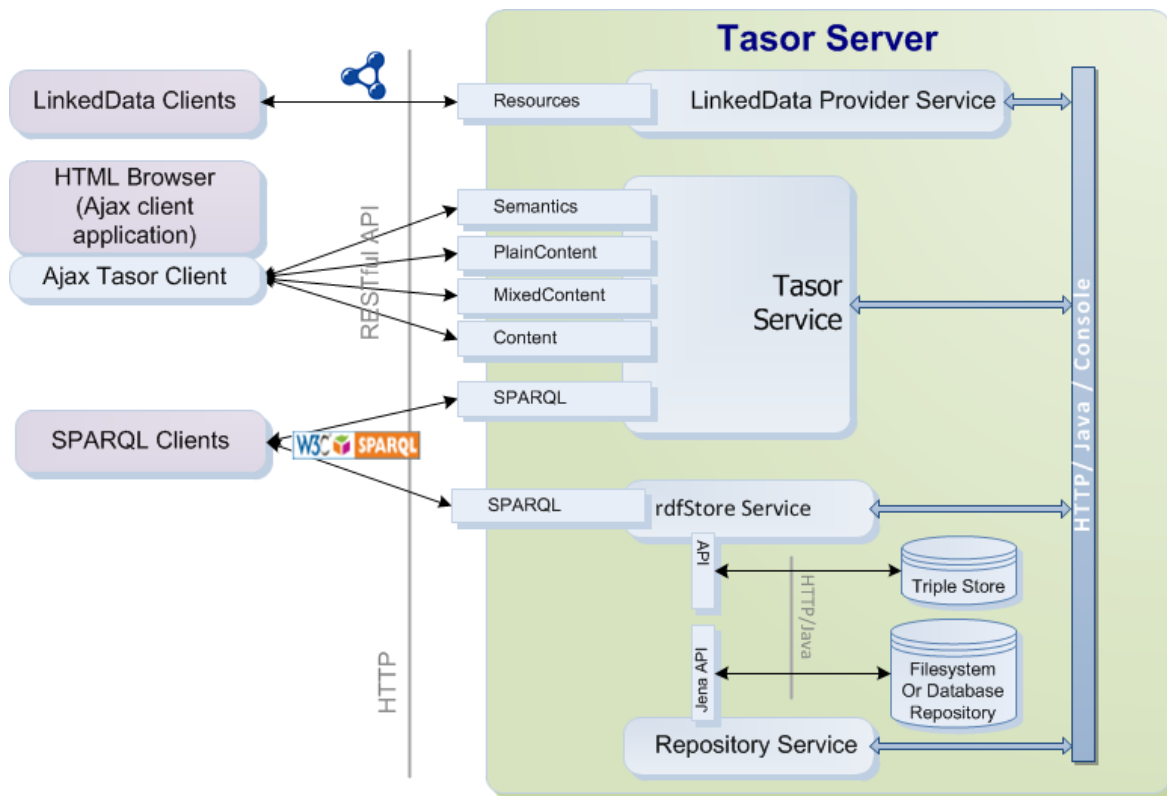 Tasor Server
LinkedData Clients
Resources
LinkedData Provider Service
HTML Browser
(Ajax client
application)
Ajax Tasor Client
RESTful API
Semantics
PlainContent
MixedContent
Content
SPARQL
Tasor
Service
HTTP/ Java / Console
SPARQL Clients
W3C SPARQL
SPARQL
rdfStore Service
API
HTTP/Java
Triple Store
HTTP
Jena API
Filesystem
Or Database
Repository
Repository Service